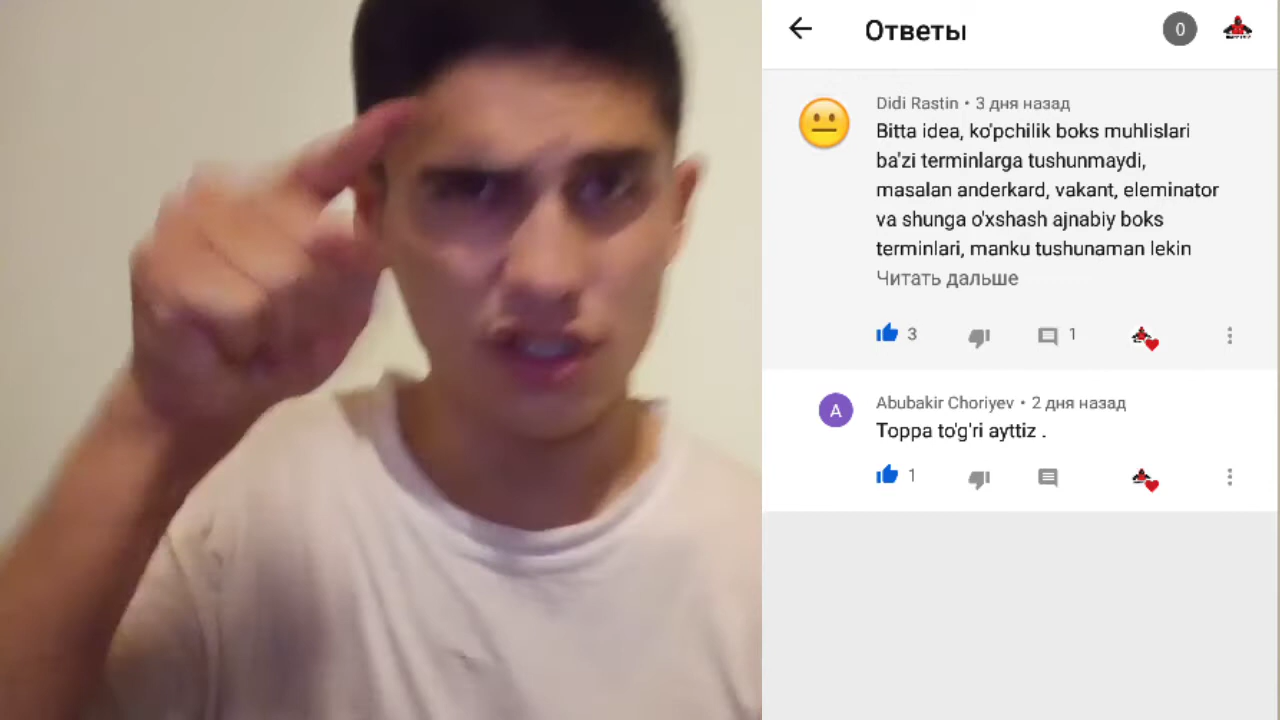 Ответы
0
Didi Rastin • 3 дня назад
Bitta idea, ko'pchilik boks muhlislari
ba'zi terminlarga tushunmaydi,
masalan anderkard, vakant, eleminator
va shunga o'xshash ajnabiy boks
terminlari, manku tushunaman lekin
Читать дальше
3
1
A
Abubakir Choriyev • 2 дня назад
Toppa to'g'ri ayttiz .
1